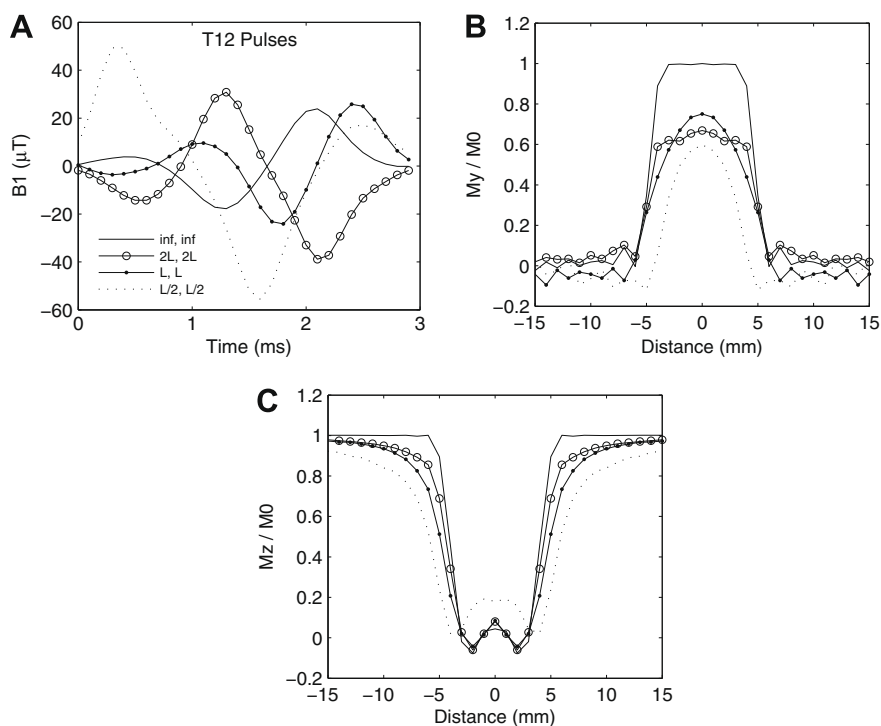 A
T12 Pulses
60
40
20
0
−20
−40
−60
B1 (μT)
inf, inf
2L, 2L
L, L
L/2, L/2
0 1 2 3
Time (ms)
B
1.2
1
0.8
0.6
0.4
0.2
0
−0.2
My / M0
−15 −10 −5 0 5 10 15
Distance (mm)
C
1.2
1
0.8
0.6
0.4
0.2
0
−0.2
Mz / M0
−15 −10 −5 0 5 10 15
Distance (mm)